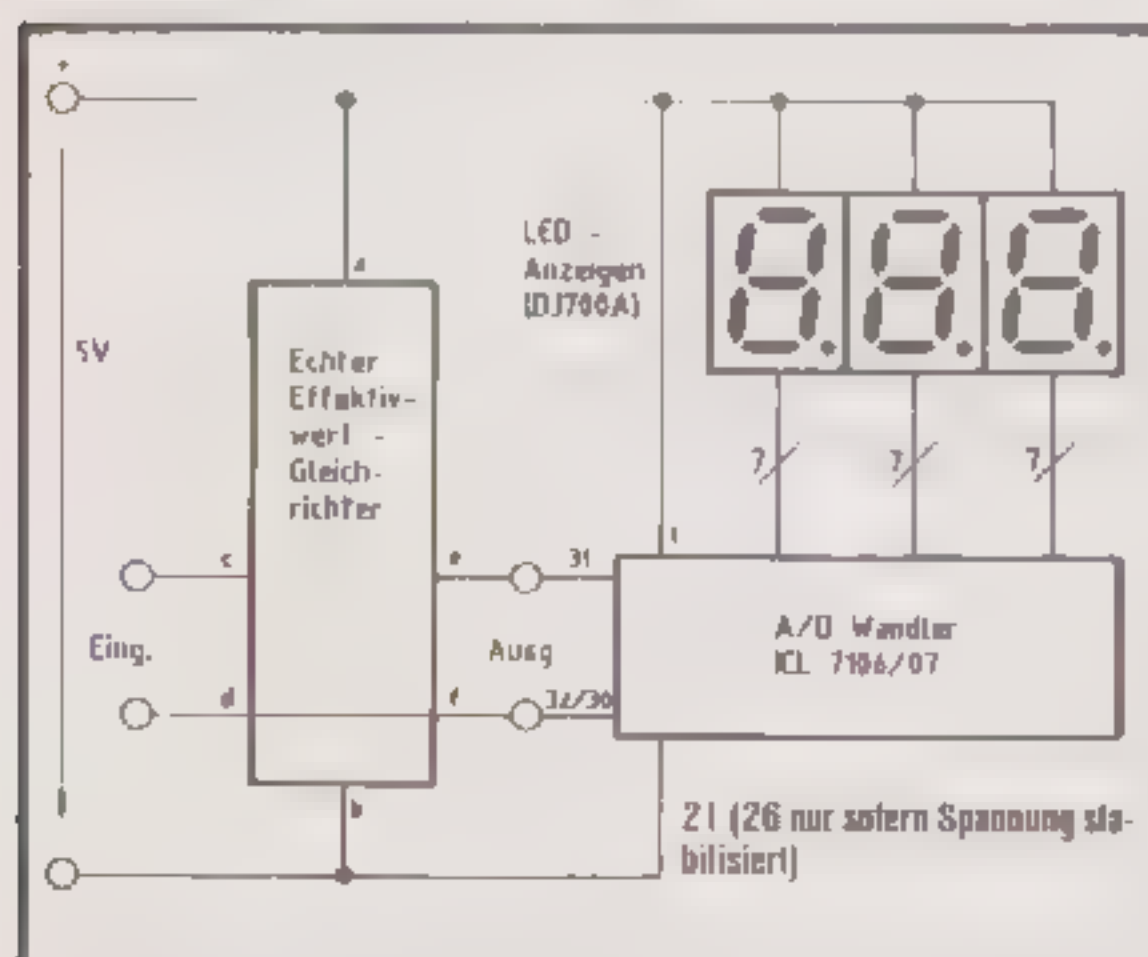 +
5V
LED -
Anzeigen
Echter
Effektiv-
wert -
Gleich-
richter
a
7
7
7
1
c
e
31
Eing.
Ausg
A/D Wandler
ICL 7106/07
d
f
32/30
b
21 (26 nur sofern Spannung sta-
bilisiert)